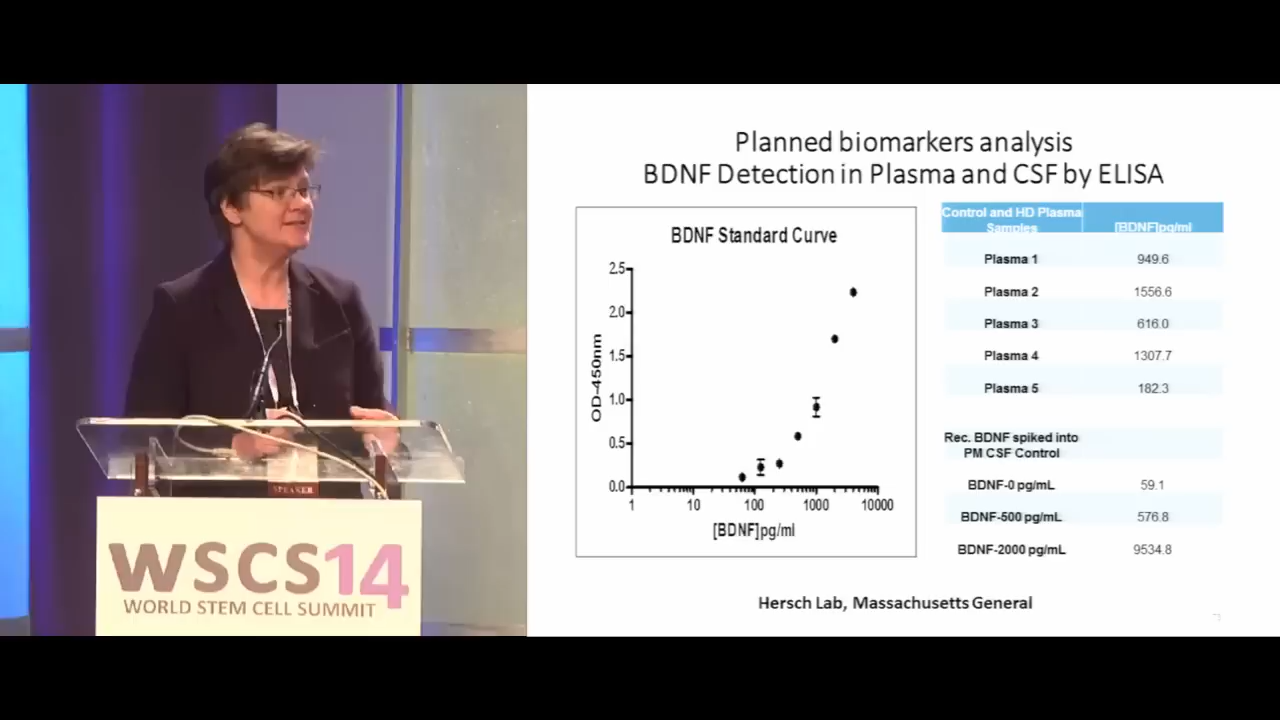 Planned biomarkers analysis
BDNF Detection in Plasma and CSF by ELISA
BDNF Standard Curve
2.5
2.0
1.5
1.0
0.5
0.0
OD-450nm
1
10
100
1000
10000
[BDNF]pg/ml
Control and HD Plasma Samples [BDNF]pg/ml
Plasma 1 949.6
Plasma 2 1556.6
Plasma 3 616.0
Plasma 4 1307.7
Plasma 5 182.3
Rec. BDNF spiked into
PM CSF Control
BDNF-0 pg/mL 59.1
BDNF-500 pg/mL 576.8
BDNF-2000 pg/mL 9534.8
Hersch Lab, Massachusetts General
SPEAKER
WSCS14
WORLD STEM CELL SUMMIT